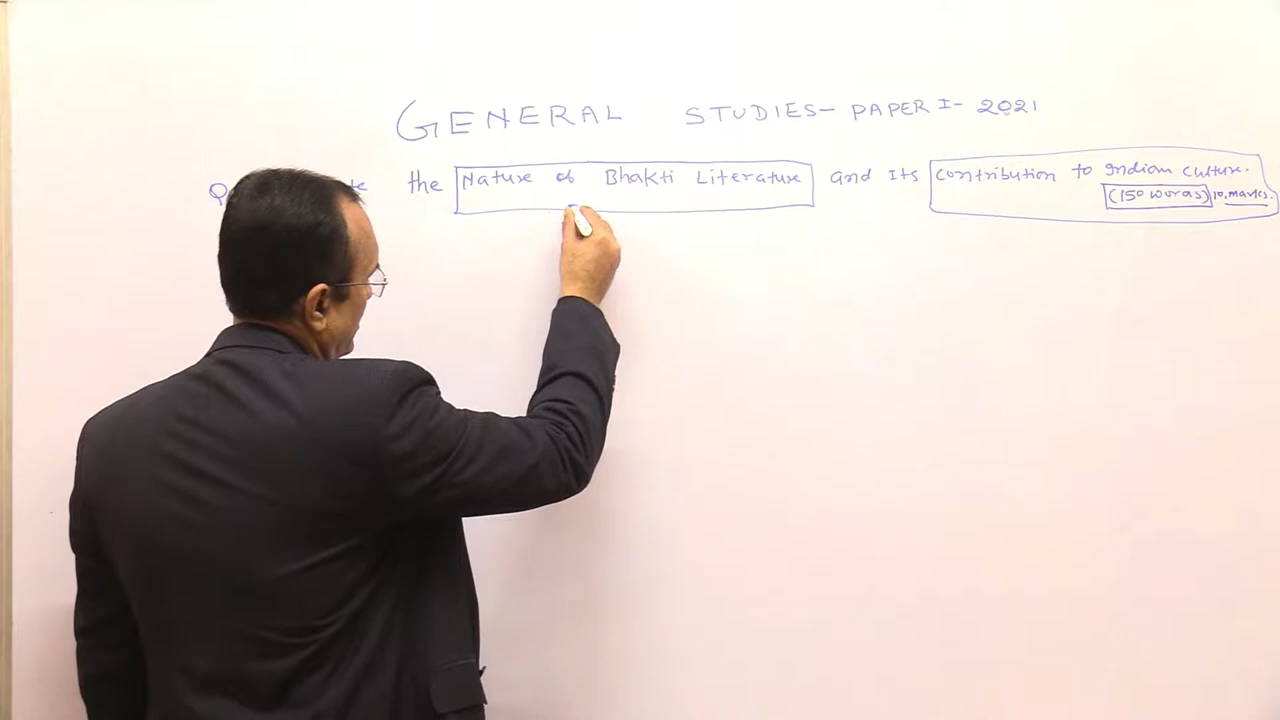 GENERAL STUDIES- PAPER I- 2021
Q the Nature of Bhakti Literature and Its contribution to Indian culture.
(150 words) 10, marks.